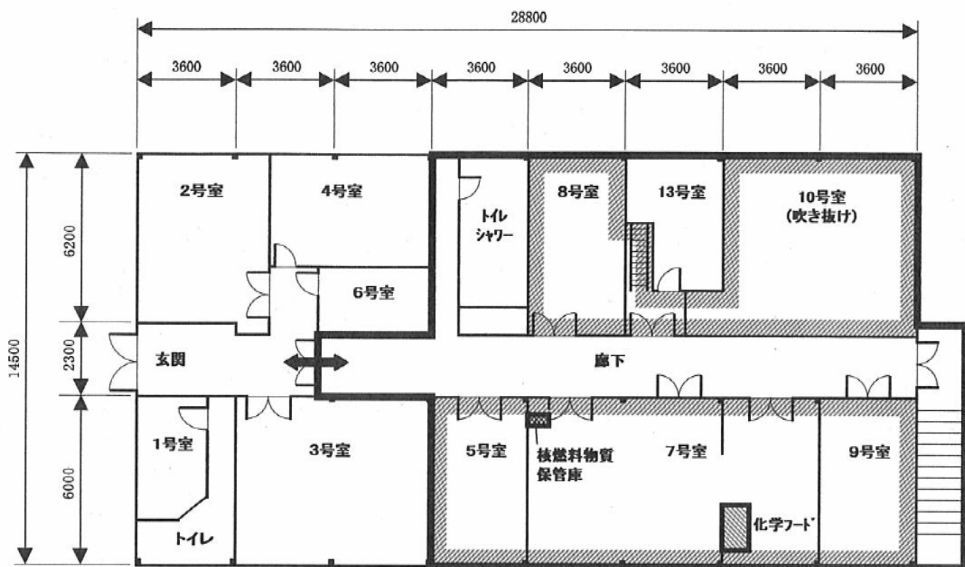 28800
3600 3600 3600 3600 3600 3600 3600 3600
14500
6200
2300
6000
2号室
4号室
6号室
トイレ
シャワー
8号室
13号室
10号室
(吹き抜け)
玄関
廊下
1号室
トイレ
3号室
5号室
核燃料物質
保管庫
7号室
化学フード
9号室